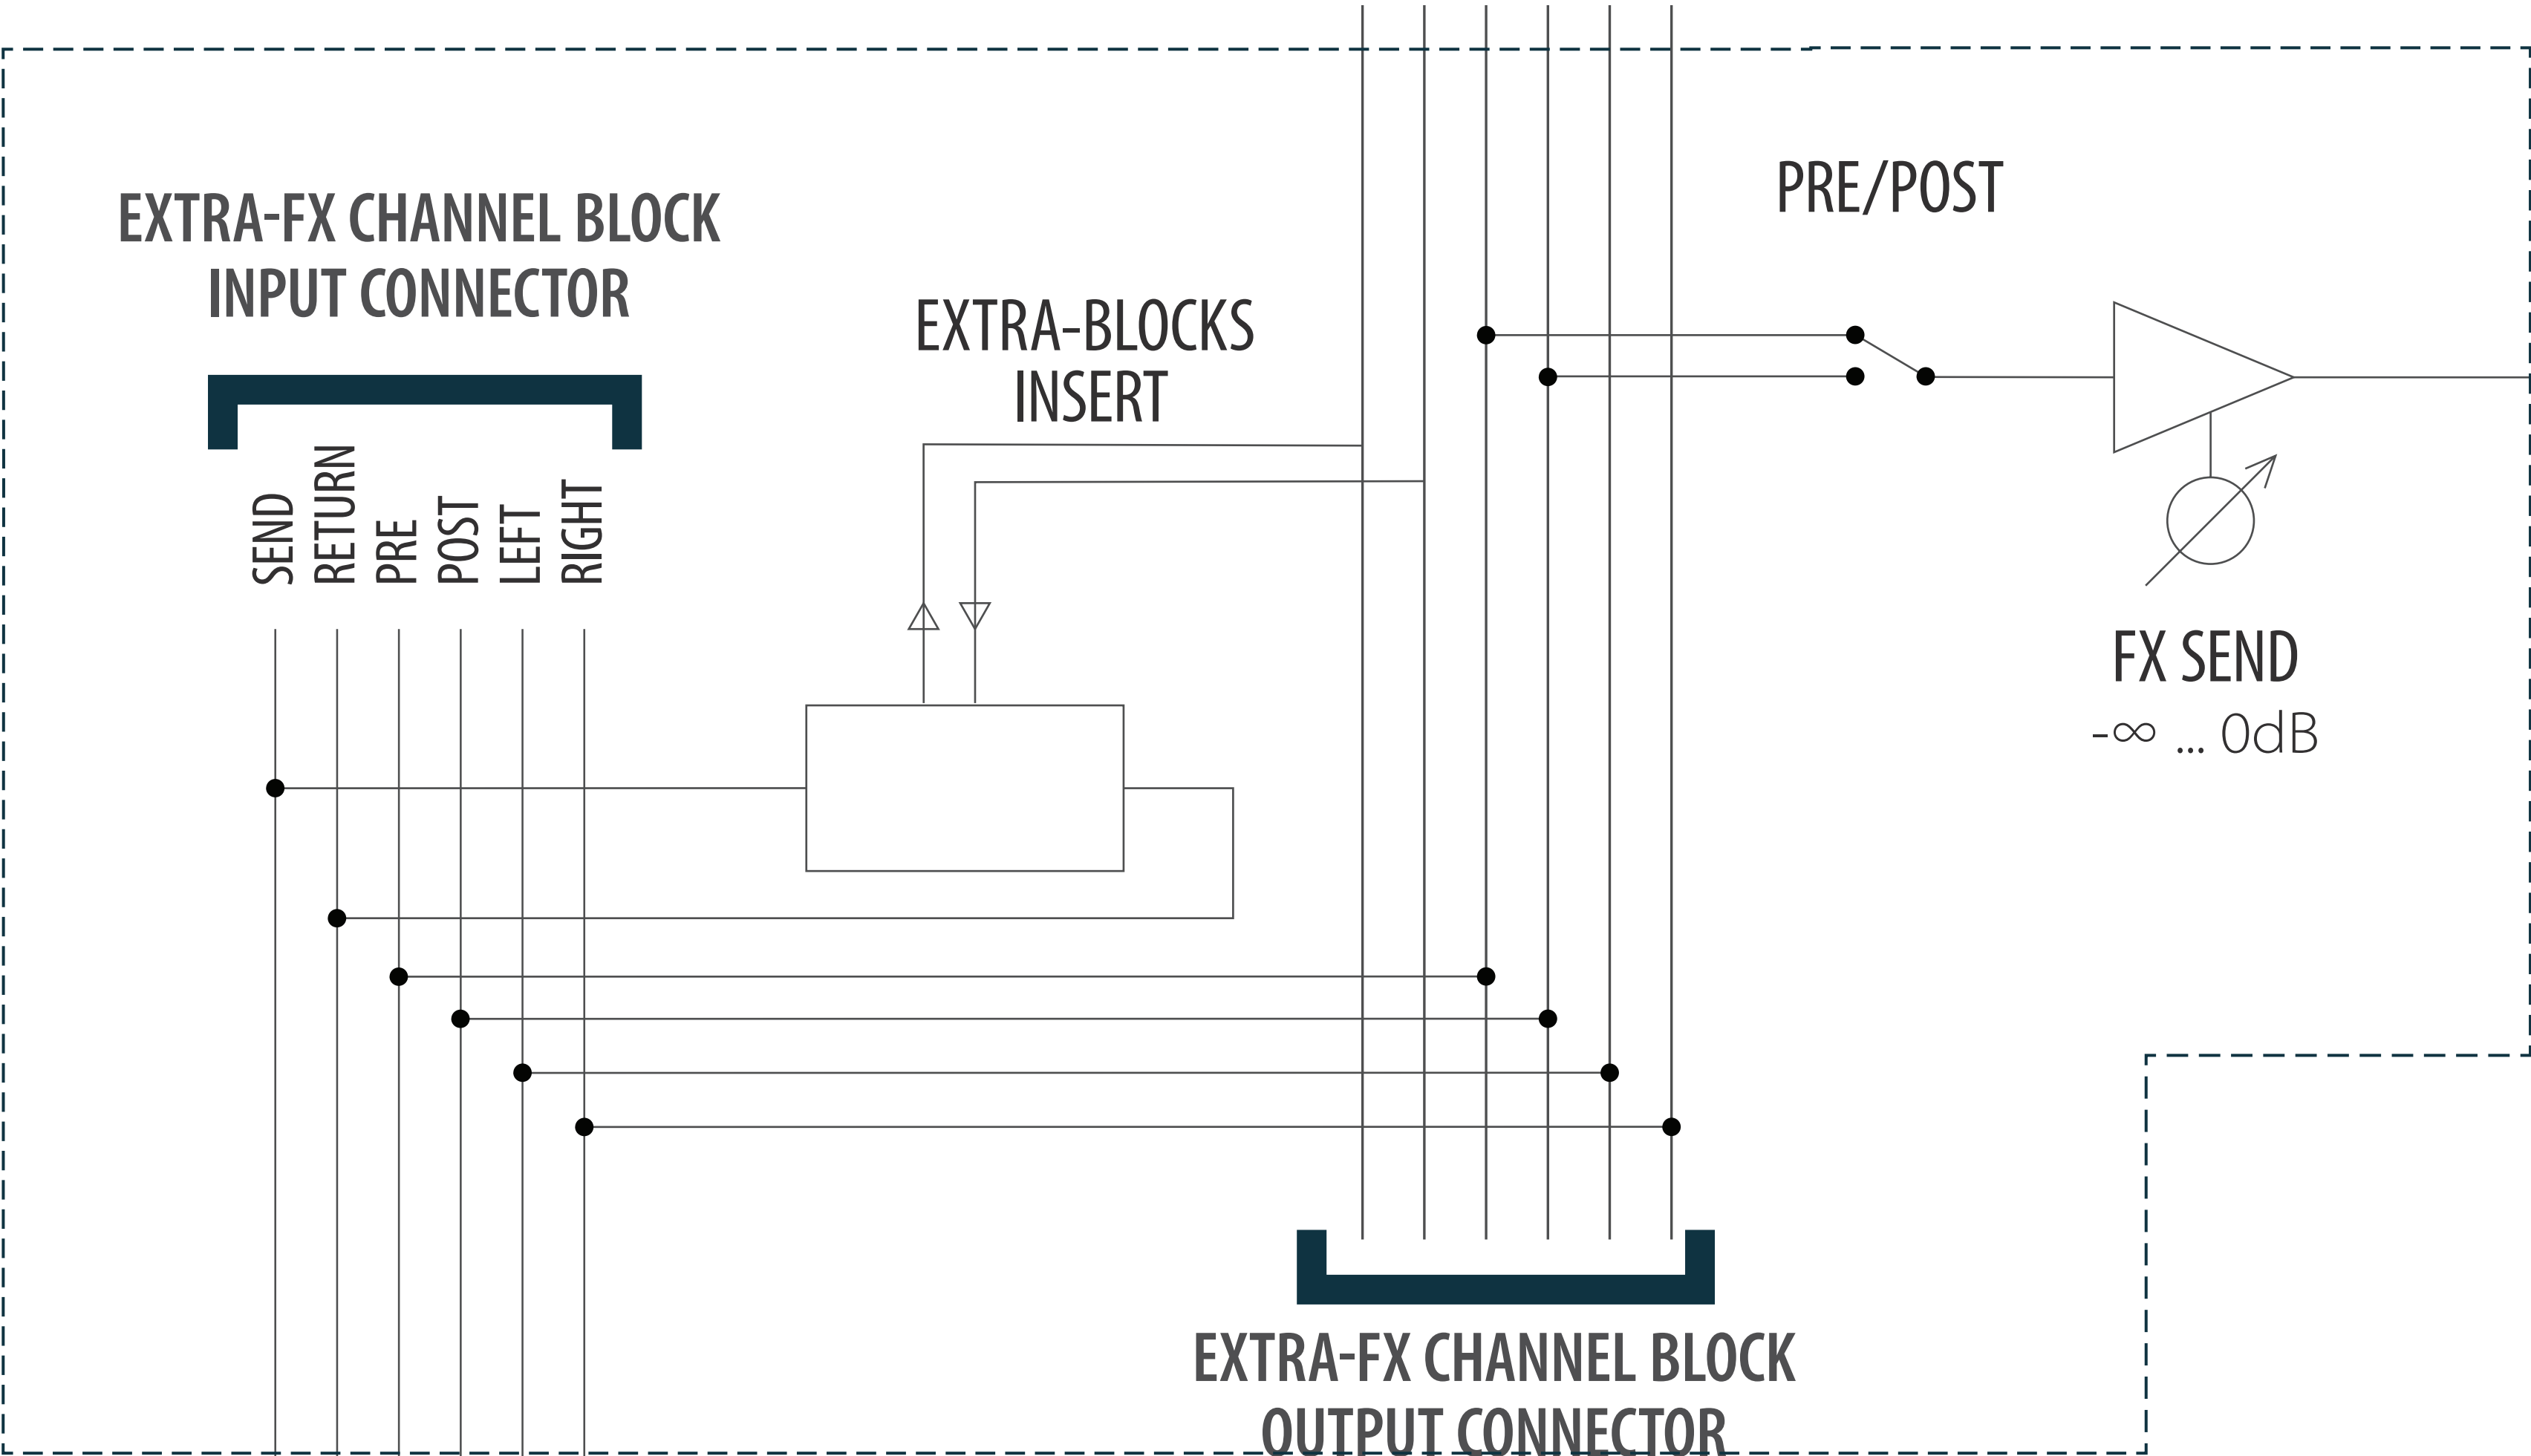 PRE/POST
EXTRA-FX CHANNEL BLOCK
INPUT CONNECTOR
EXTRA-BLOCKS
INSERT
SEND
RETURN
PRE
POST
LEFT
RIGHT
FX SEND
-∞ ... 0dB
EXTRA-FX CHANNEL BLOCK
OUTPUT CONNECTOR